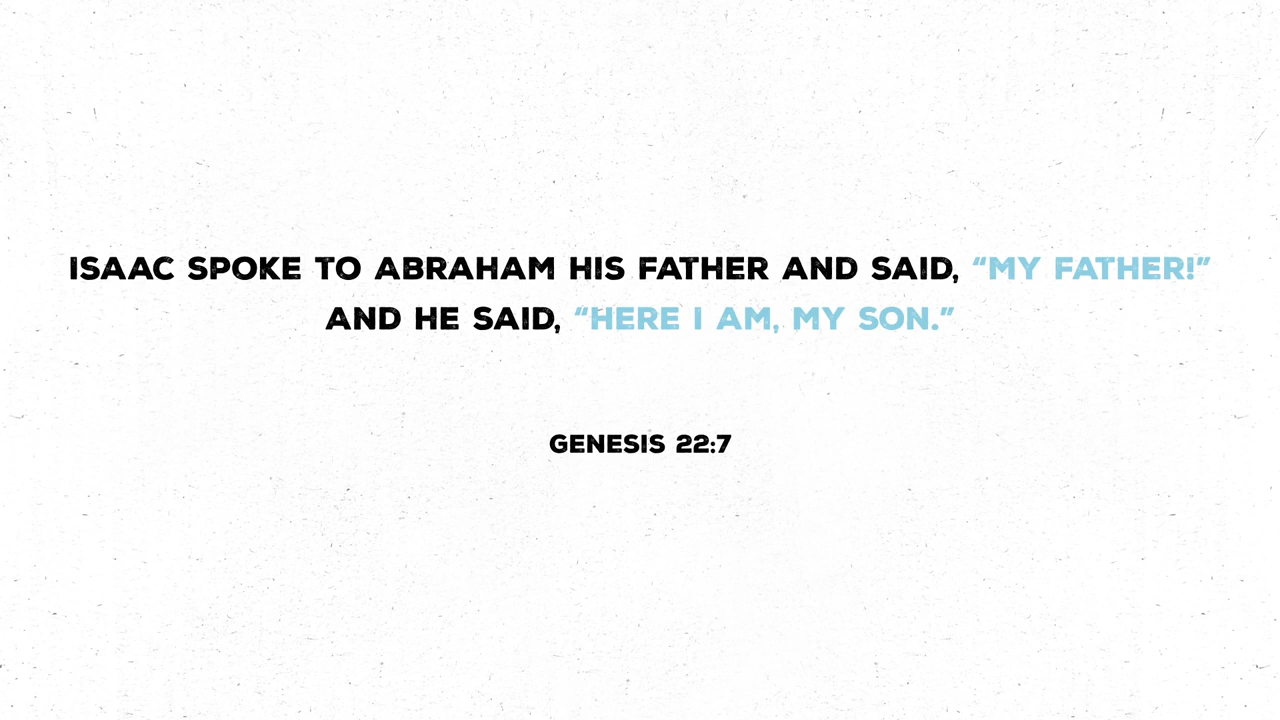 ISAAC SPOKE TO ABRAHAM HIS FATHER AND SAID, “MY FATHER!”
AND HE SAID, “HERE I AM, MY SON.”
GENESIS 22:7